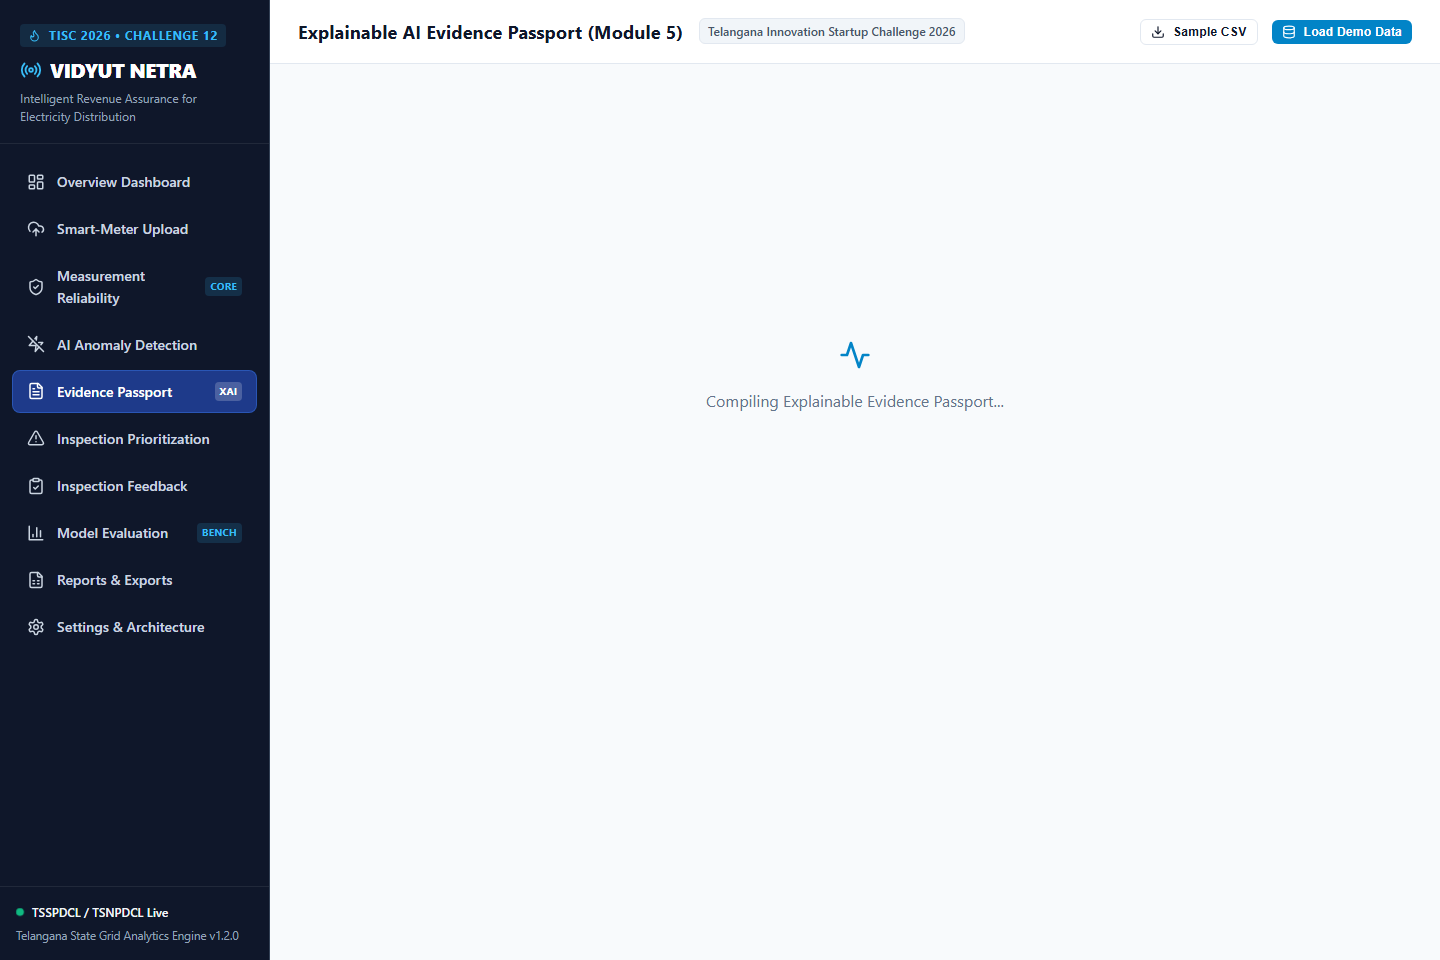 TISC 2026 • CHALLENGE 12
VIDYUT NETRA
Intelligent Revenue Assurance for
Electricity Distribution
Overview Dashboard
Smart-Meter Upload
Measurement
Reliability
CORE
AI Anomaly Detection
Evidence Passport
XAI
Inspection Prioritization
Inspection Feedback
Model Evaluation
BENCH
Reports & Exports
Settings & Architecture
TSSPDCL / TSNPDCL Live
Telangana State Grid Analytics Engine v1.2.0
Explainable AI Evidence Passport (Module 5)
Telangana Innovation Startup Challenge 2026
Sample CSV
Load Demo Data
Compiling Explainable Evidence Passport...